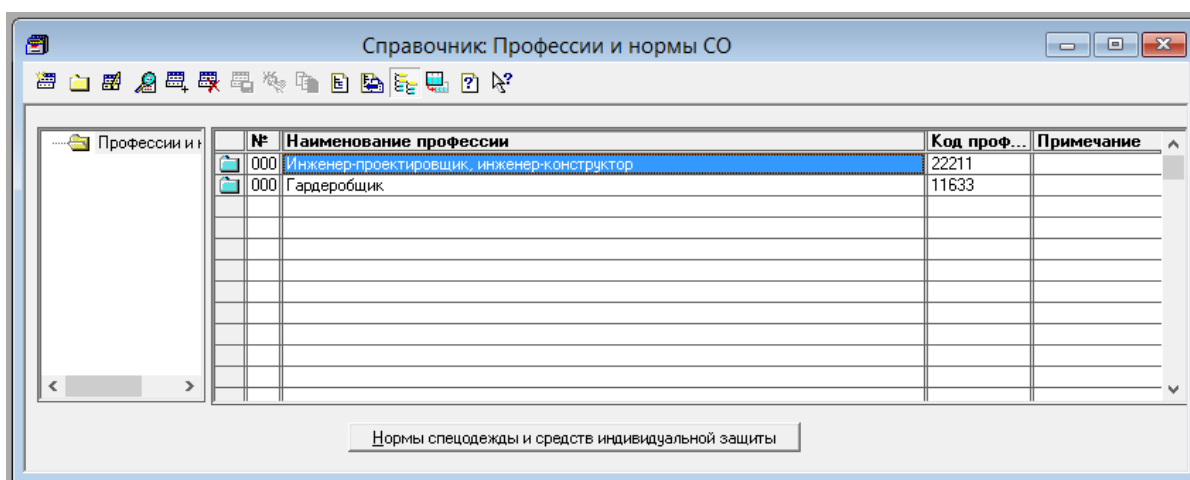 Справочник: Профессии и нормы СО
Профессии и н
№ Наименование профессии Код проф... Примечание
000 Инженер-проектировщик, инженер-конструктор 22211
000 Гардеробщик 11633
Нормы спецодежды и средств индивидуальной защиты